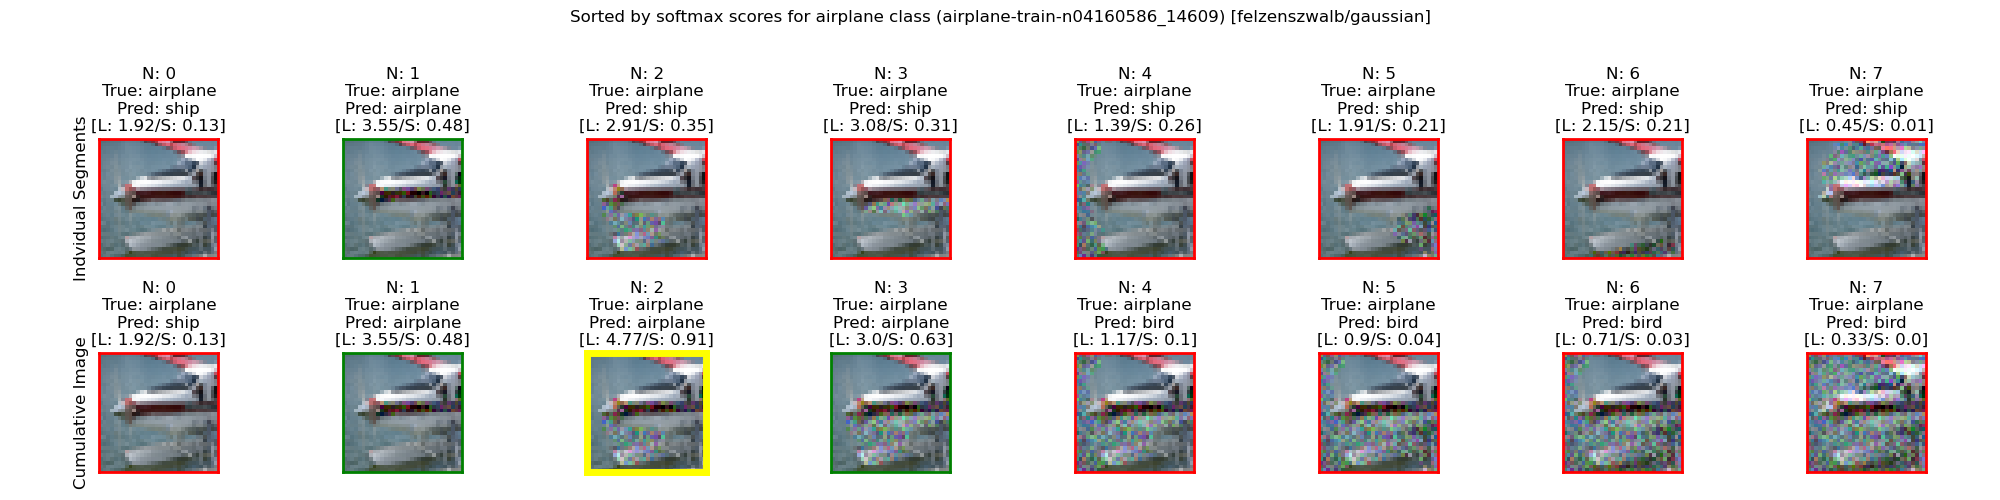 Sorted by softmax scores for airplane class (airplane-train-n04160586_14609) [felzenszwalb/gaussian]
Indvidual Segments
N: 0
True: airplane
Pred: ship
[L: 1.92/S: 0.13]
N: 1
True: airplane
Pred: airplane
[L: 3.55/S: 0.48]
N: 2
True: airplane
Pred: ship
[L: 2.91/S: 0.35]
N: 3
True: airplane
Pred: ship
[L: 3.08/S: 0.31]
N: 4
True: airplane
Pred: ship
[L: 1.39/S: 0.26]
N: 5
True: airplane
Pred: ship
[L: 1.91/S: 0.21]
N: 6
True: airplane
Pred: ship
[L: 2.15/S: 0.21]
N: 7
True: airplane
Pred: ship
[L: 0.45/S: 0.01]
Cumulative Image
N: 0
True: airplane
Pred: ship
[L: 1.92/S: 0.13]
N: 1
True: airplane
Pred: airplane
[L: 3.55/S: 0.48]
N: 2
True: airplane
Pred: airplane
[L: 4.77/S: 0.91]
N: 3
True: airplane
Pred: airplane
[L: 3.0/S: 0.63]
N: 4
True: airplane
Pred: bird
[L: 1.17/S: 0.1]
N: 5
True: airplane
Pred: bird
[L: 0.9/S: 0.04]
N: 6
True: airplane
Pred: bird
[L: 0.71/S: 0.03]
N: 7
True: airplane
Pred: bird
[L: 0.33/S: 0.0]